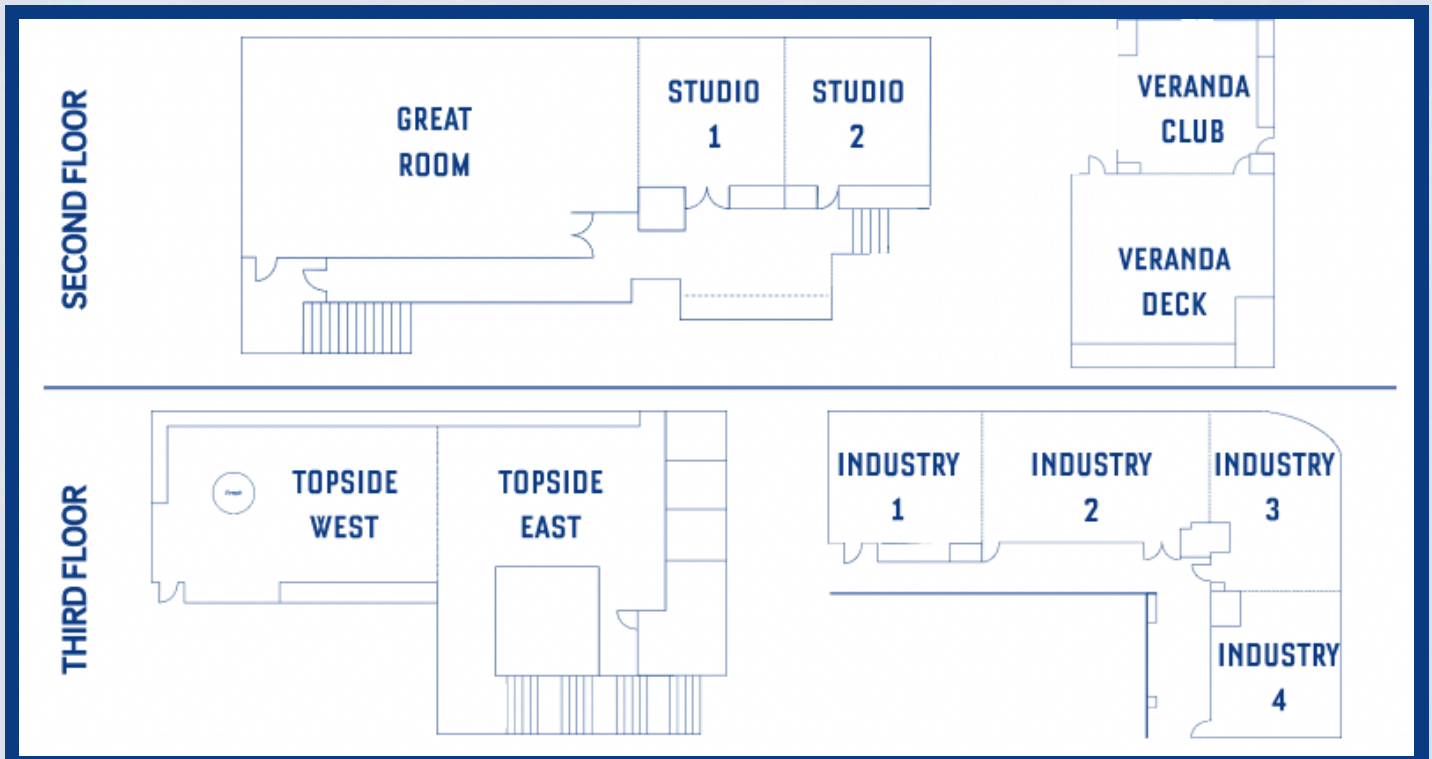 SECOND FLOOR
GREAT
ROOM
STUDIO
1
STUDIO
2
VERANDA
CLUB
VERANDA
DECK
THIRD FLOOR
TOPSIDE
WEST
TOPSIDE
EAST
INDUSTRY
1
INDUSTRY
2
INDUSTRY
3
INDUSTRY
4